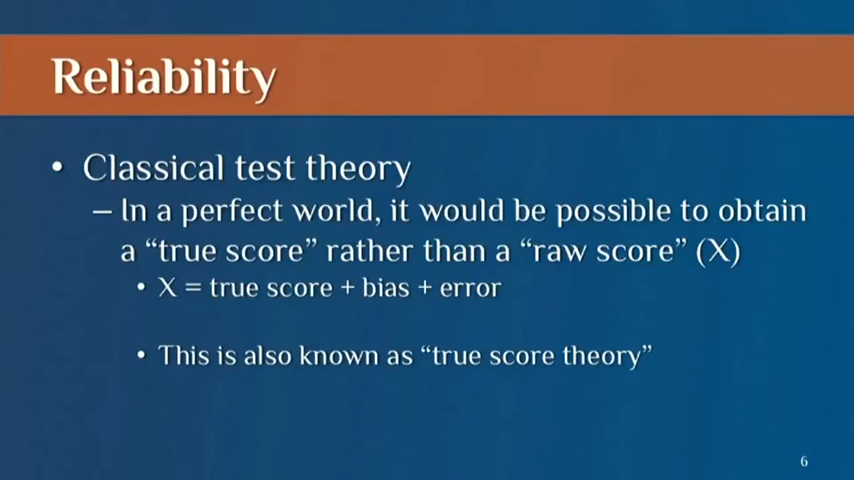 Reliability
• Classical test theory
– In a perfect world, it would be possible to obtain
a “true score” rather than a “raw score” (X)
• X = true score + bias + error
• This is also known as “true score theory”
6